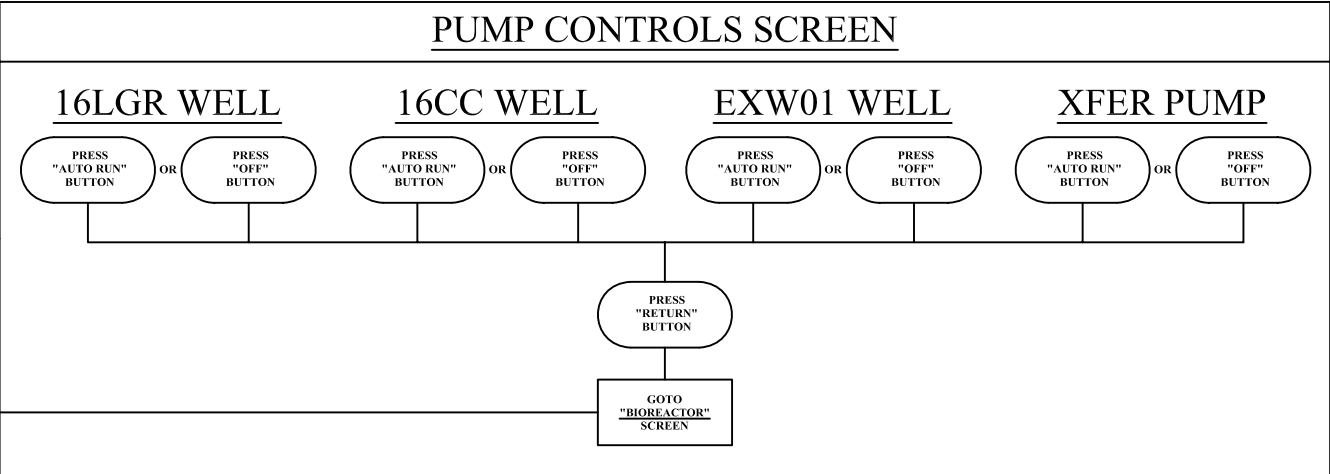 PUMP CONTROLS SCREEN
16LGR WELL
16CC WELL
EXW01 WELL
XFER PUMP
PRESS
"AUTO RUN"
BUTTON
OR
PRESS
"OFF"
BUTTON
PRESS
"AUTO RUN"
BUTTON
OR
PRESS
"OFF"
BUTTON
PRESS
"AUTO RUN"
BUTTON
OR
PRESS
"OFF"
BUTTON
PRESS
"AUTO RUN"
BUTTON
OR
PRESS
"OFF"
BUTTON
PRESS
"RETURN"
BUTTON
GOTO
"BIOREACTOR"
SCREEN